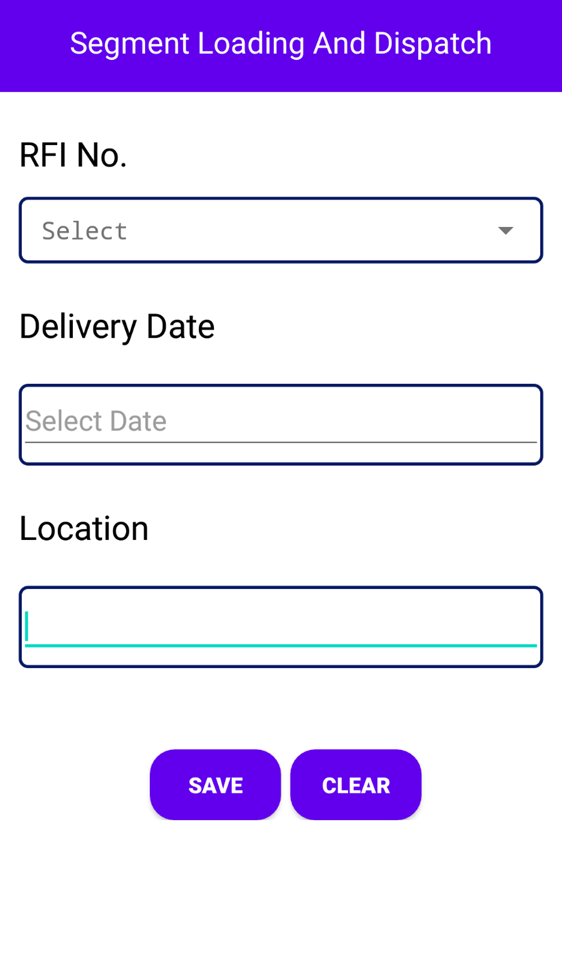 Segment Loading And Dispatch
RFI No.
Select
Delivery Date
Select Date
Location
SAVE CLEAR